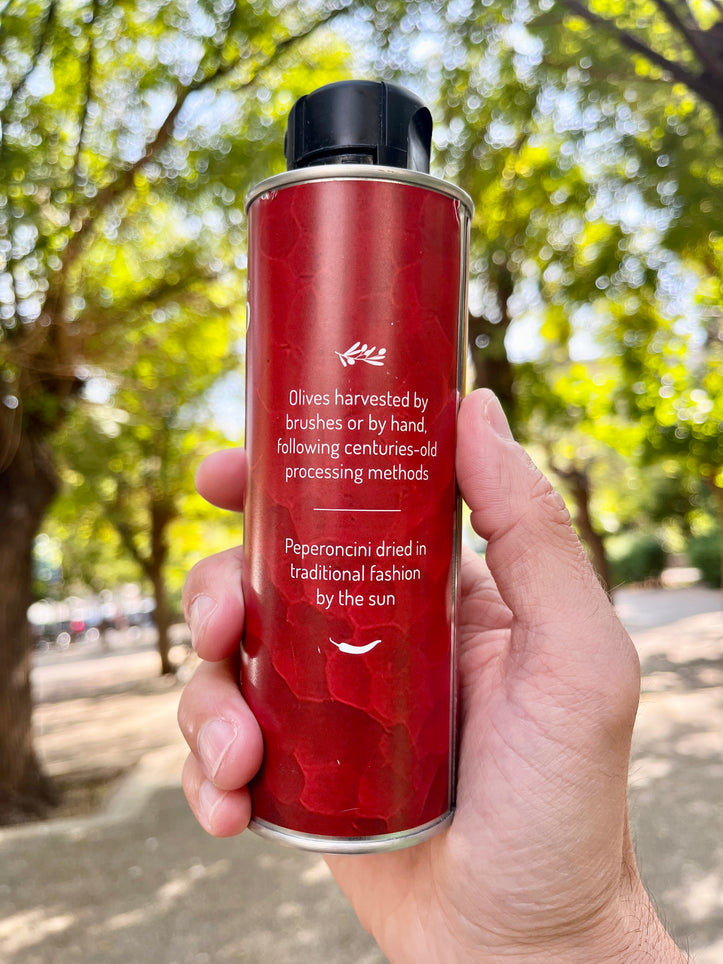 Olives harvested by
brushes or by hand,
following centuries-old
processing methods
Peperoncini dried in
traditional fashion
by the sun